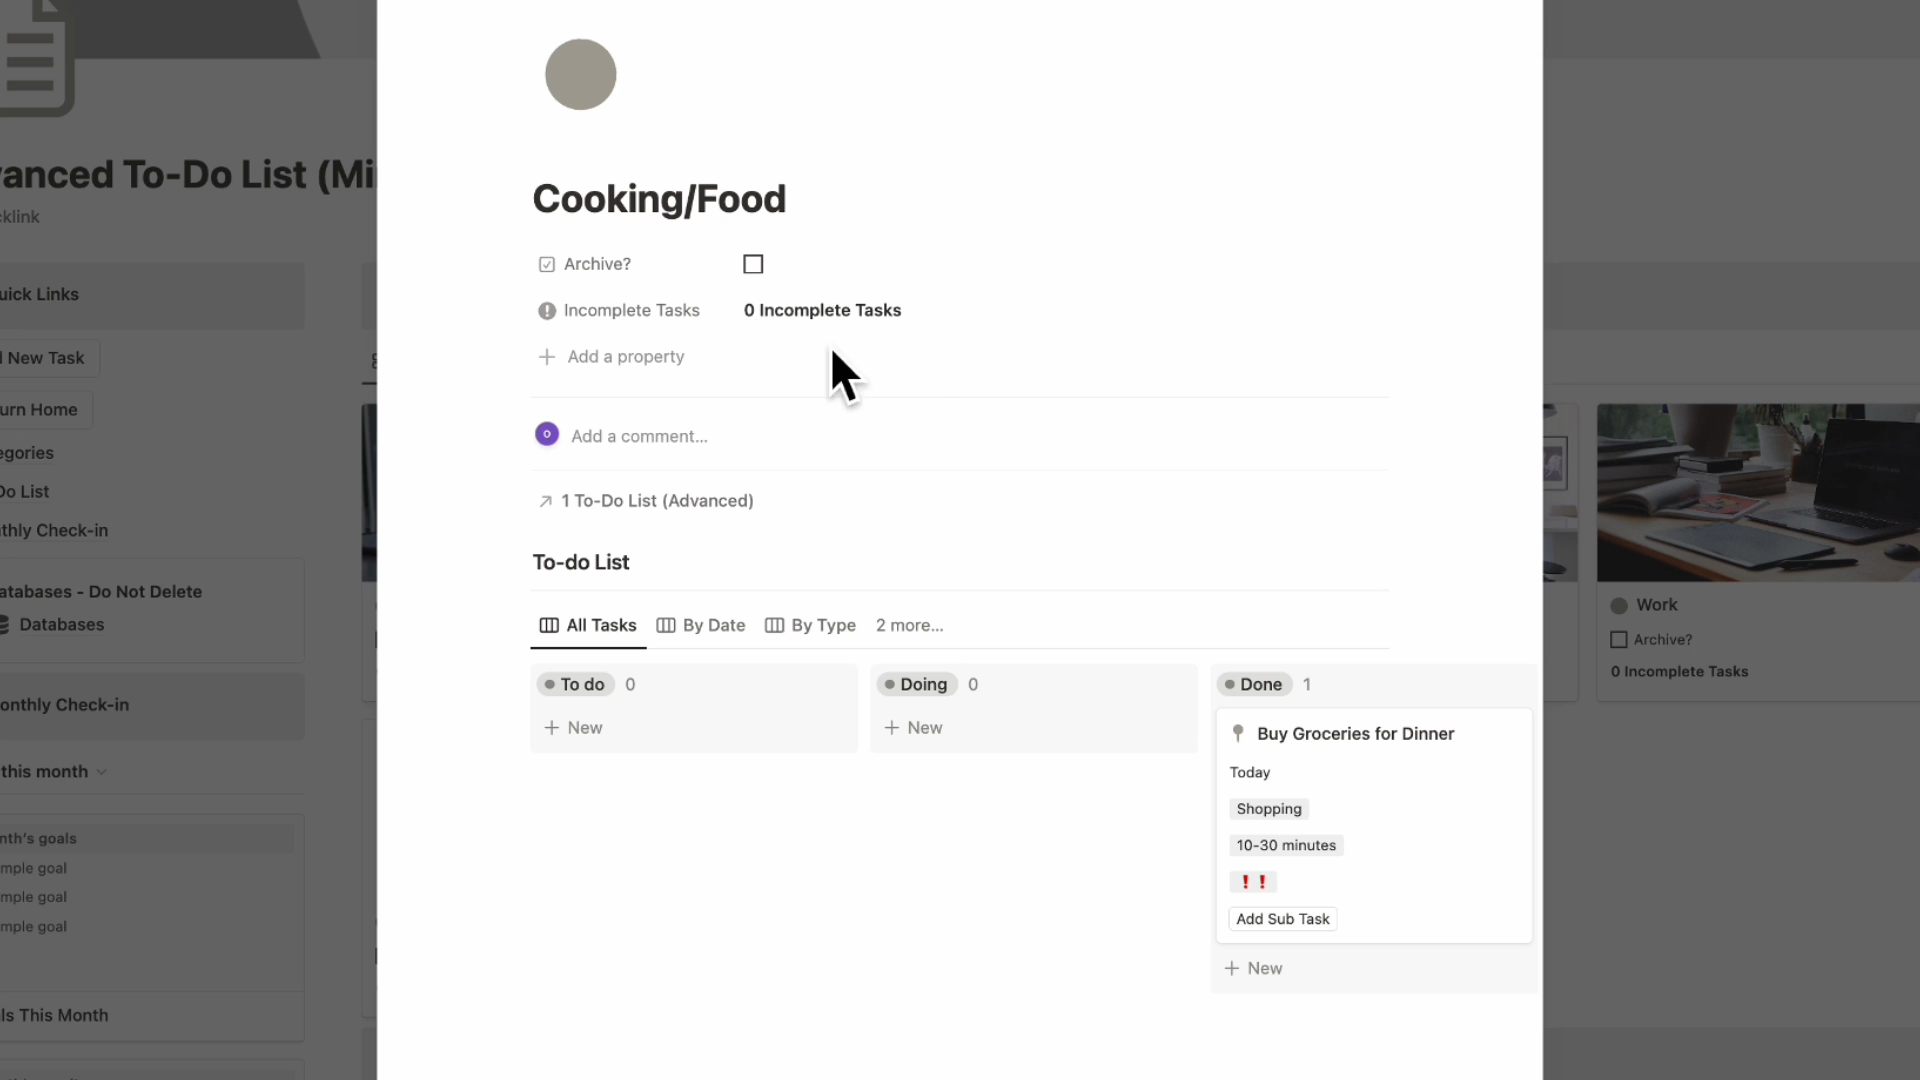 vanced To-Do List (Mi
cklink
uick Links
New Task
urn Home
egories
Do List
thly Check-in
atabases - Do Not Delete
Databases
onthly Check-in
this month
nth's goals
mple goal
mple goal
mple goal
ls This Month
Cooking/Food
Archive?
Incomplete Tasks 0 Incomplete Tasks
Add a property
O Add a comment...
1 To-Do List (Advanced)
To-do List
All Tasks By Date By Type 2 more...
To do 0 Doing 0 Done 1
New New
Buy Groceries for Dinner
Today
Shopping
10-30 minutes
❗❗
Add Sub Task
New
Work
Archive?
0 Incomplete Tasks